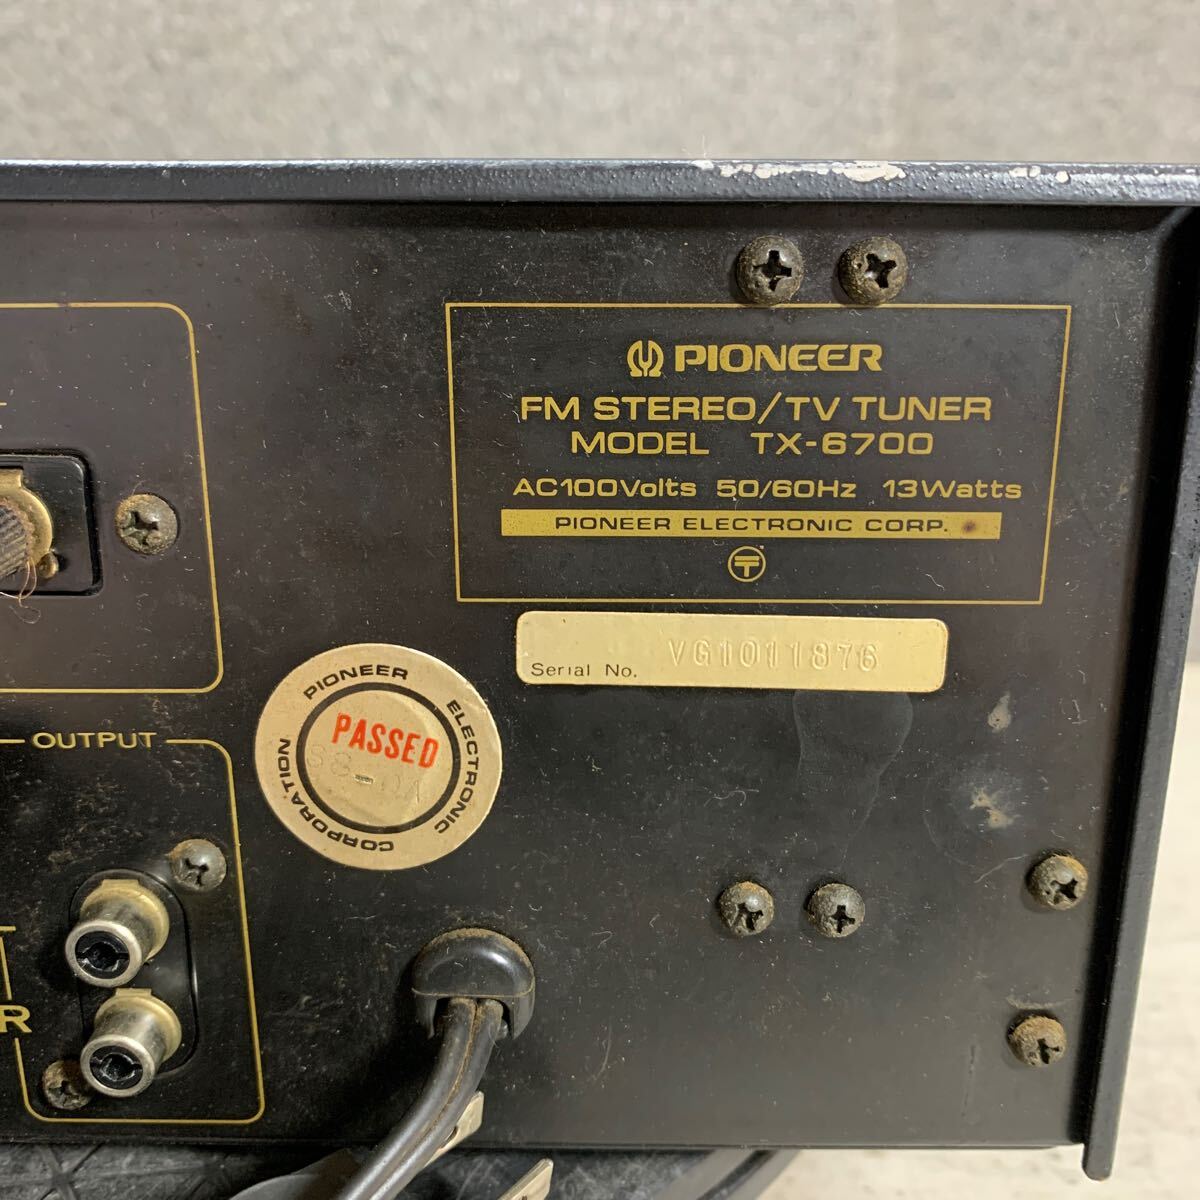 PIONEER
FM STEREO/TV TUNER
MODEL TX-6700
AC100Volts 50/60Hz 13Watts
PIONEER ELECTRONIC CORP.
〒
Serial No. VG1011876
PIONEER ELECTRONIC CORPORATION
PASSED
OUTPUT
R